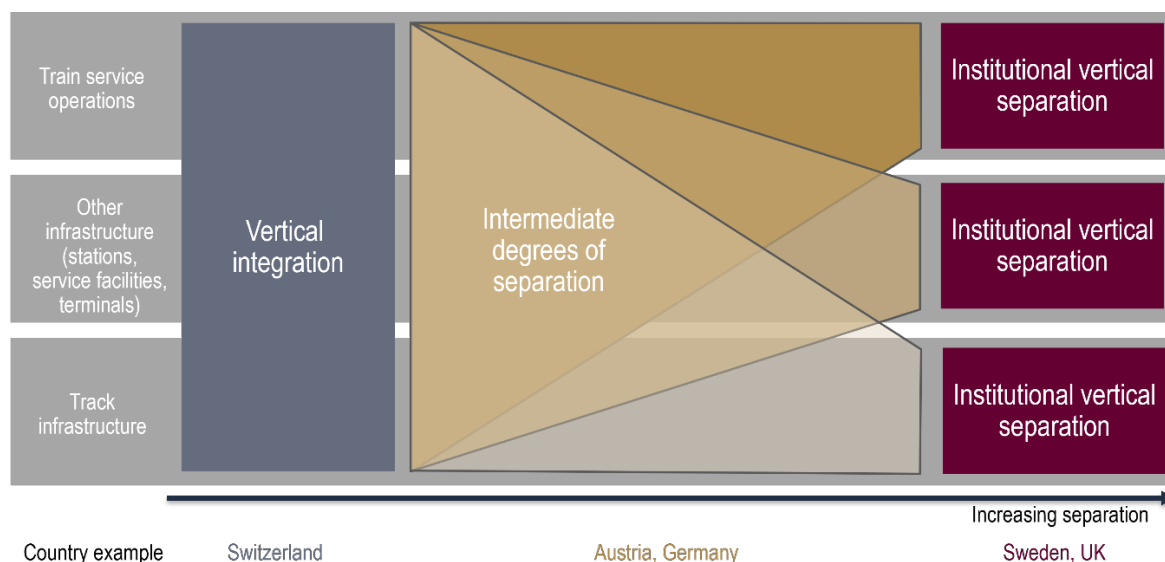 Train service
operations
Other
infrastructure
(stations,
service facilities,
terminals)
Track
infrastructure
Vertical
integration
Intermediate
degrees of
separation
Institutional vertical
separation
Institutional vertical
separation
Institutional vertical
separation
Increasing separation
Country example
Switzerland
Austria, Germany
Sweden, UK